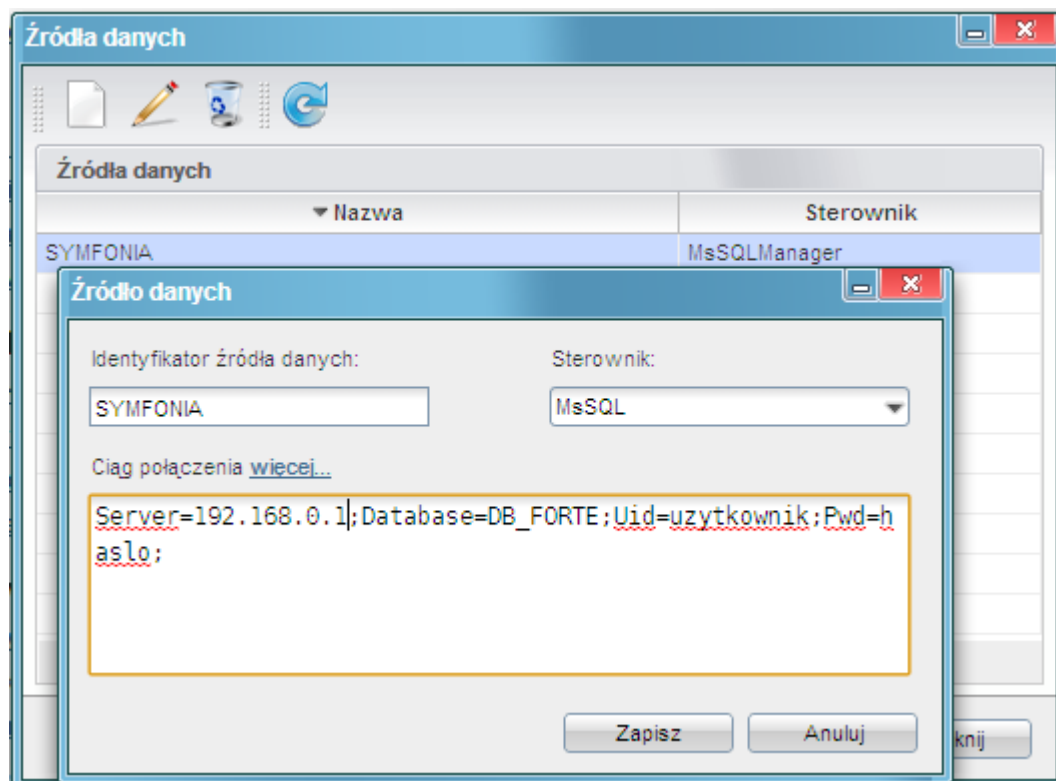 Źródła danych
Źródła danych
Nazwa Sterownik
SYMFONIA MsSQLManager
Źródło danych
Identyfikator źródła danych: Sterownik:
SYMFONIA MsSQL
Ciąg połączenia więcej...
Server=192.168.0.1;Database=DB_FORTE;Uid=uzytkownik;Pwd=h
aslo;
Zapisz Anuluj
knij